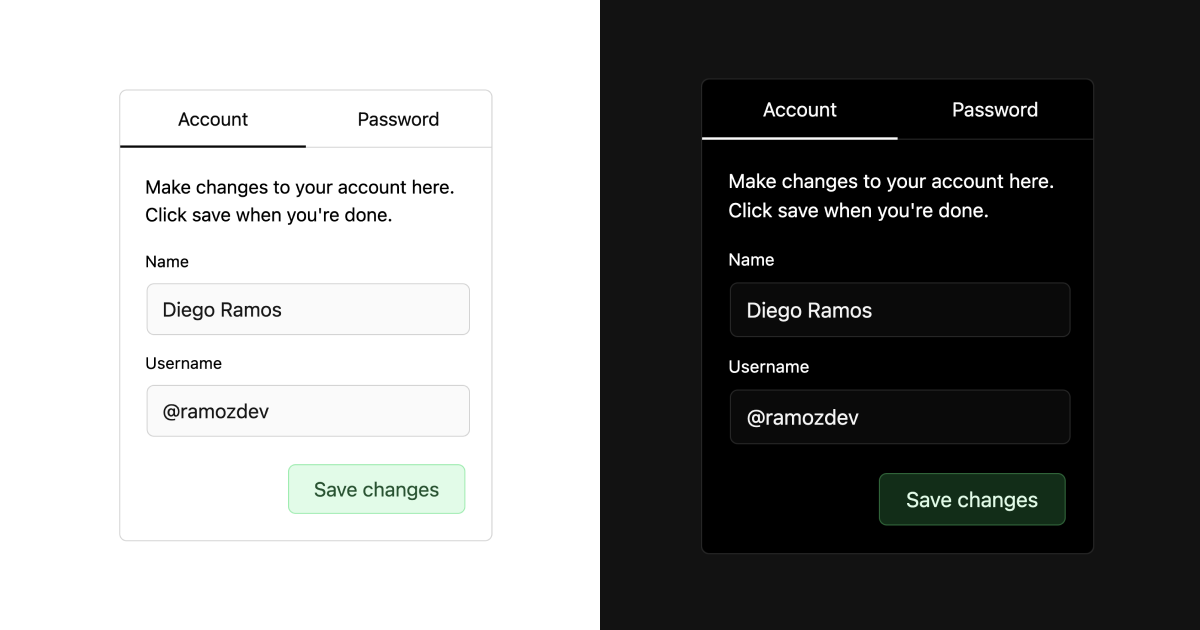 Account
Password
Make changes to your account here.
Click save when you're done.
Name
Diego Ramos
Username
@ramozdev
Save changes
Account
Password
Make changes to your account here.
Click save when you're done.
Name
Diego Ramos
Username
@ramozdev
Save changes